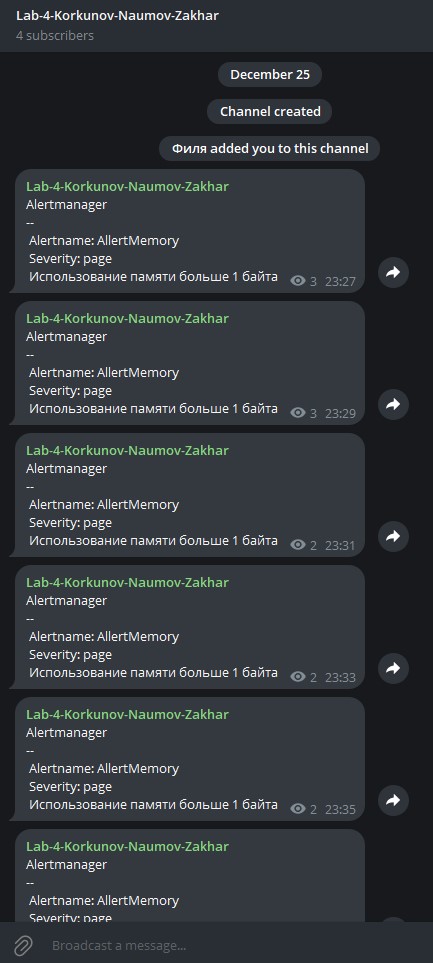 Lab-4-Korkunov-Naumov-Zakhar
4 subscribers
December 25
Channel created
Филя added you to this channel
Lab-4-Korkunov-Naumov-Zakhar
Alertmanager
--
Alertname: AllertMemory
Severity: page
Использование памяти больше 1 байта 3 23:27
Lab-4-Korkunov-Naumov-Zakhar
Alertmanager
--
Alertname: AllertMemory
Severity: page
Использование памяти больше 1 байта 3 23:29
Lab-4-Korkunov-Naumov-Zakhar
Alertmanager
--
Alertname: AllertMemory
Severity: page
Использование памяти больше 1 байта 2 23:31
Lab-4-Korkunov-Naumov-Zakhar
Alertmanager
--
Alertname: AllertMemory
Severity: page
Использование памяти больше 1 байта 2 23:33
Lab-4-Korkunov-Naumov-Zakhar
Alertmanager
--
Alertname: AllertMemory
Severity: page
Использование памяти больше 1 байта 2 23:35
Lab-4-Korkunov-Naumov-Zakhar
Alertmanager
--
Alertname: AllertMemory
Severity: page
Broadcast a message...